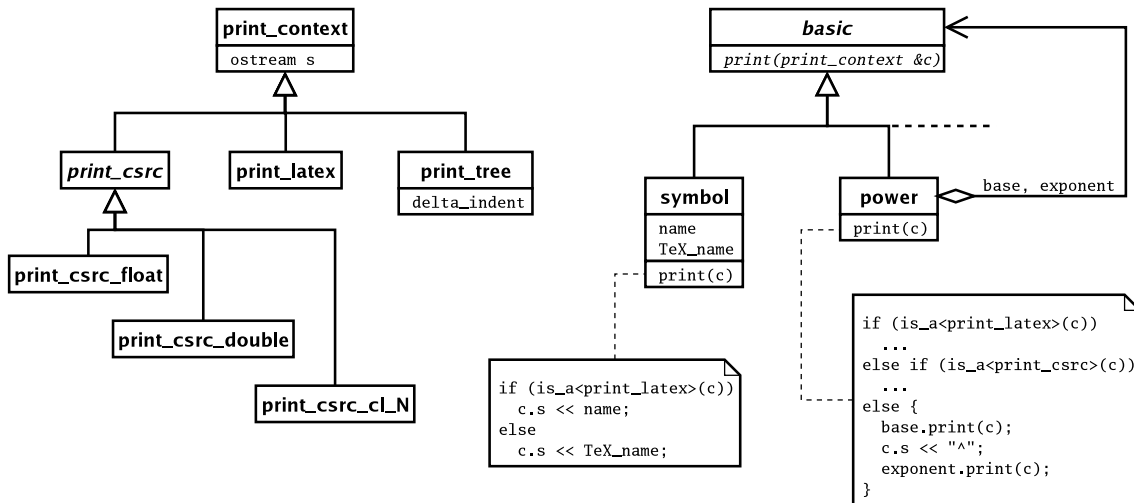 print_context
ostream s
print_csrc
print_latex
print_tree
delta_indent
print_csrc_float
print_csrc_double
print_csrc_cl_N
basic
print(print_context &c)
symbol
name
TeX_name
print(c)
power
print(c)
base, exponent
if (is_a<print_latex>(c))
  c.s << name;
else
  c.s << TeX_name;
if (is_a<print_latex>(c))
  ...
else if (is_a<print_csrc>(c))
  ...
else {
  base.print(c);
  c.s << "^";
  exponent.print(c);
}